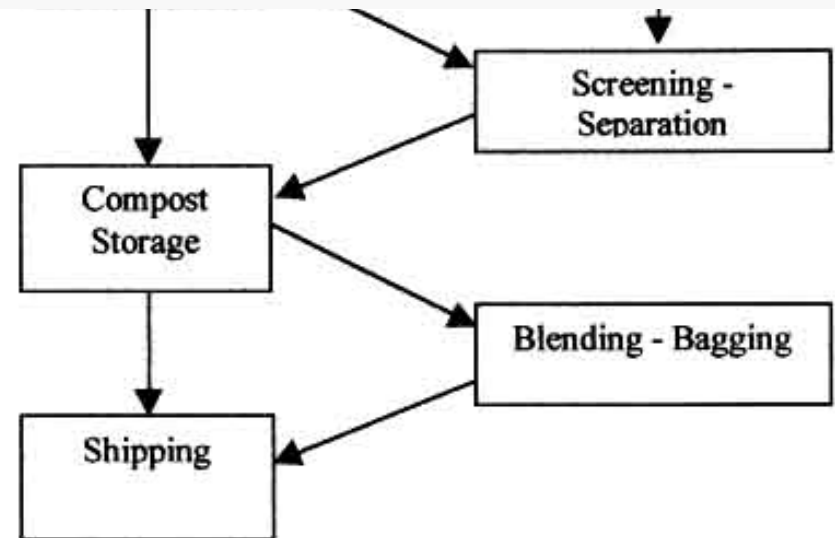 Screening -
Separation
Compost
Storage
Blending - Bagging
Shipping